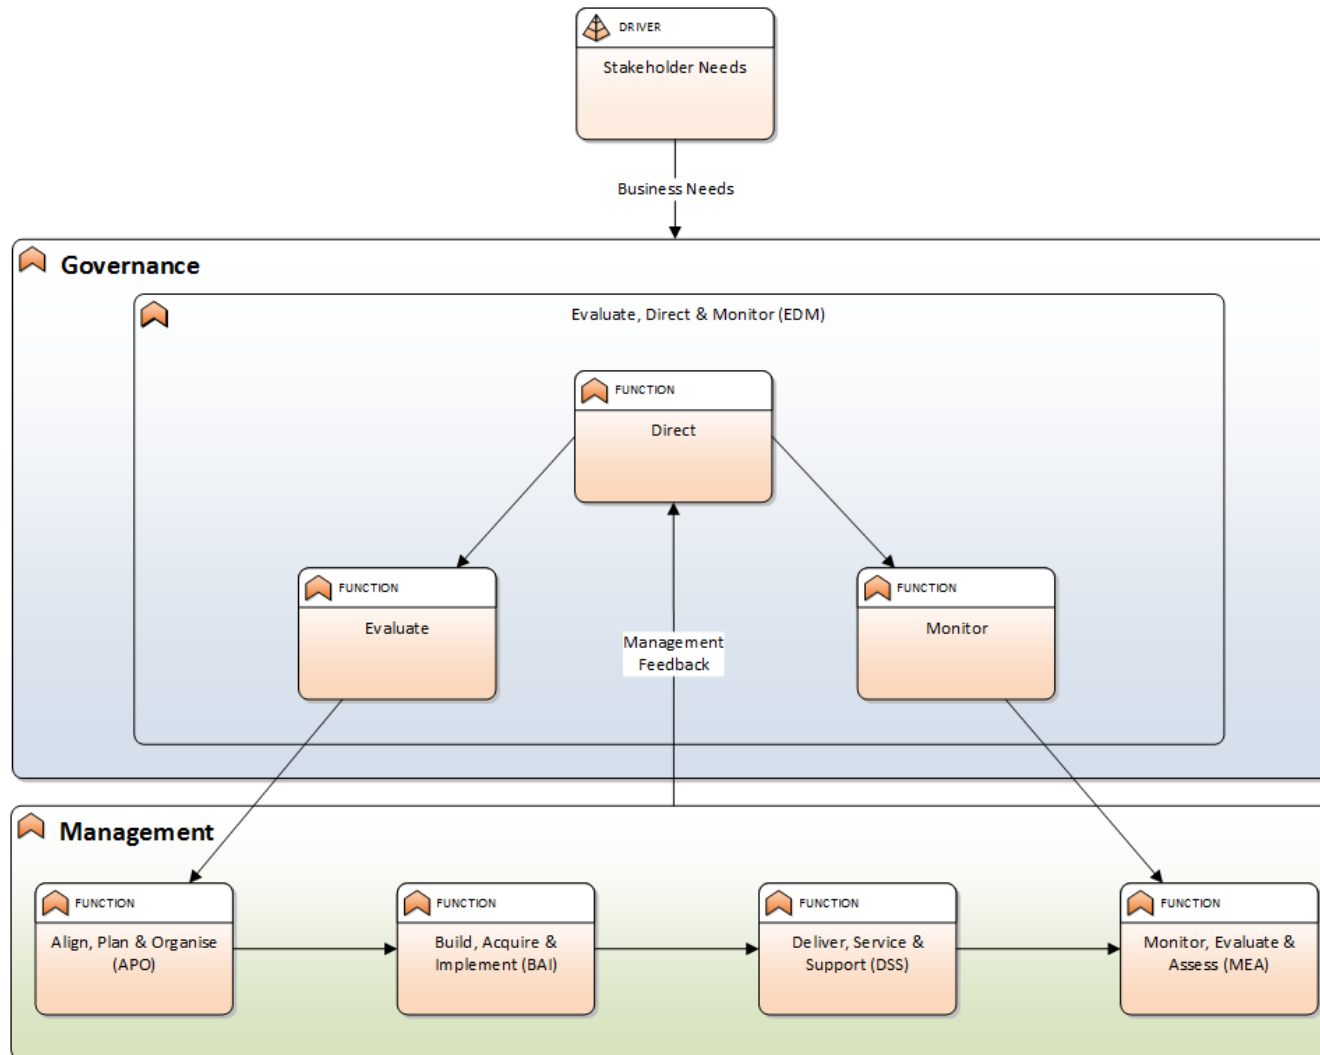 DRIVER
Stakeholder Needs
Business Needs
Governance
Evaluate, Direct & Monitor (EDM)
FUNCTION
Direct
FUNCTION
Evaluate
FUNCTION
Monitor
Management
Feedback
Management
FUNCTION
Align, Plan & Organise
(APO)
FUNCTION
Build, Acquire &
Implement (BAI)
FUNCTION
Deliver, Service &
Support (DSS)
FUNCTION
Monitor, Evaluate &
Assess (MEA)